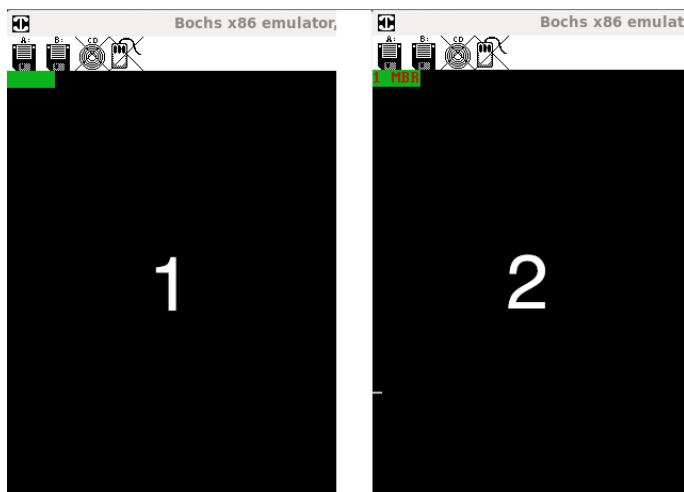 Bochs x86 emulator,
A: B: CD
1
Bochs x86 emulat
A: B: CD
1 MBR
2